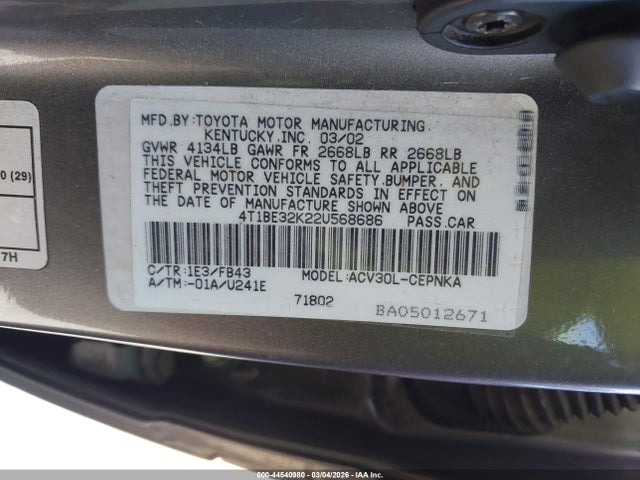 MFD.BY:TOYOTA MOTOR MANUFACTURING
KENTUCKY.INC. 03/02
GVWR 4134LB GAWR FR 2668LB RR 2668LB
THIS VEHICLE CONFORMS TO ALL APPLICABLE
FEDERAL MOTOR VEHICLE SAFETY.BUMPER. AND
THEFT PREVENTION STANDARDS IN EFFECT ON
THE DATE OF MANUFACTURE SHOWN ABOVE
4T1BE32K22U568686 PASS.CAR
C/TR:1E3/FB43 MODEL:ACV30L-CEPNKA
A/TM:-01A/U241E
71802
BA05012671
0 (29)
7H
000-44540980 - 03/04/2026 - IAA Inc.